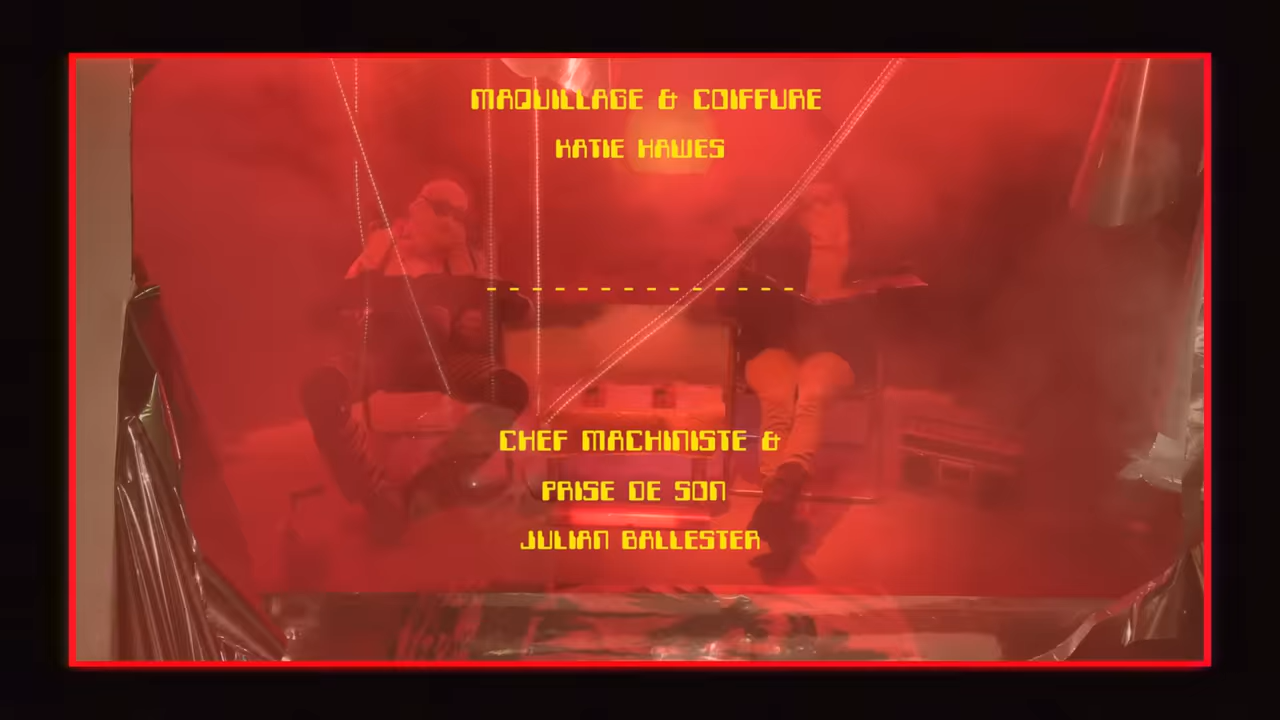 MAQUILLAGE & COIFFURE
KATIE HAWES
- - - - - - - - - - - - - -
CHEF MACHINISTE &
PRISE DE SON
JULIAN BALLESTER